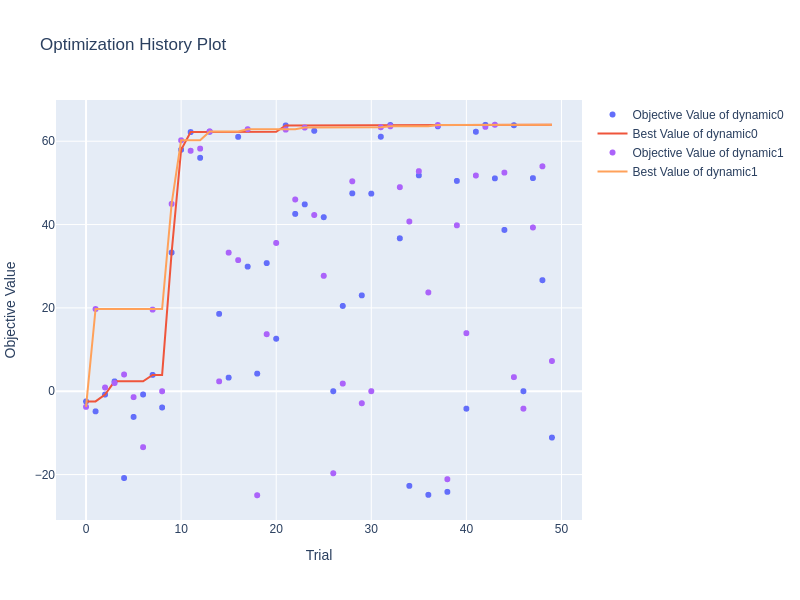 Optimization History Plot
Objective Value of dynamic0
Best Value of dynamic0
Objective Value of dynamic1
Best Value of dynamic1
Objective Value
60
40
20
0
−20
0
10
20
30
40
50
Trial